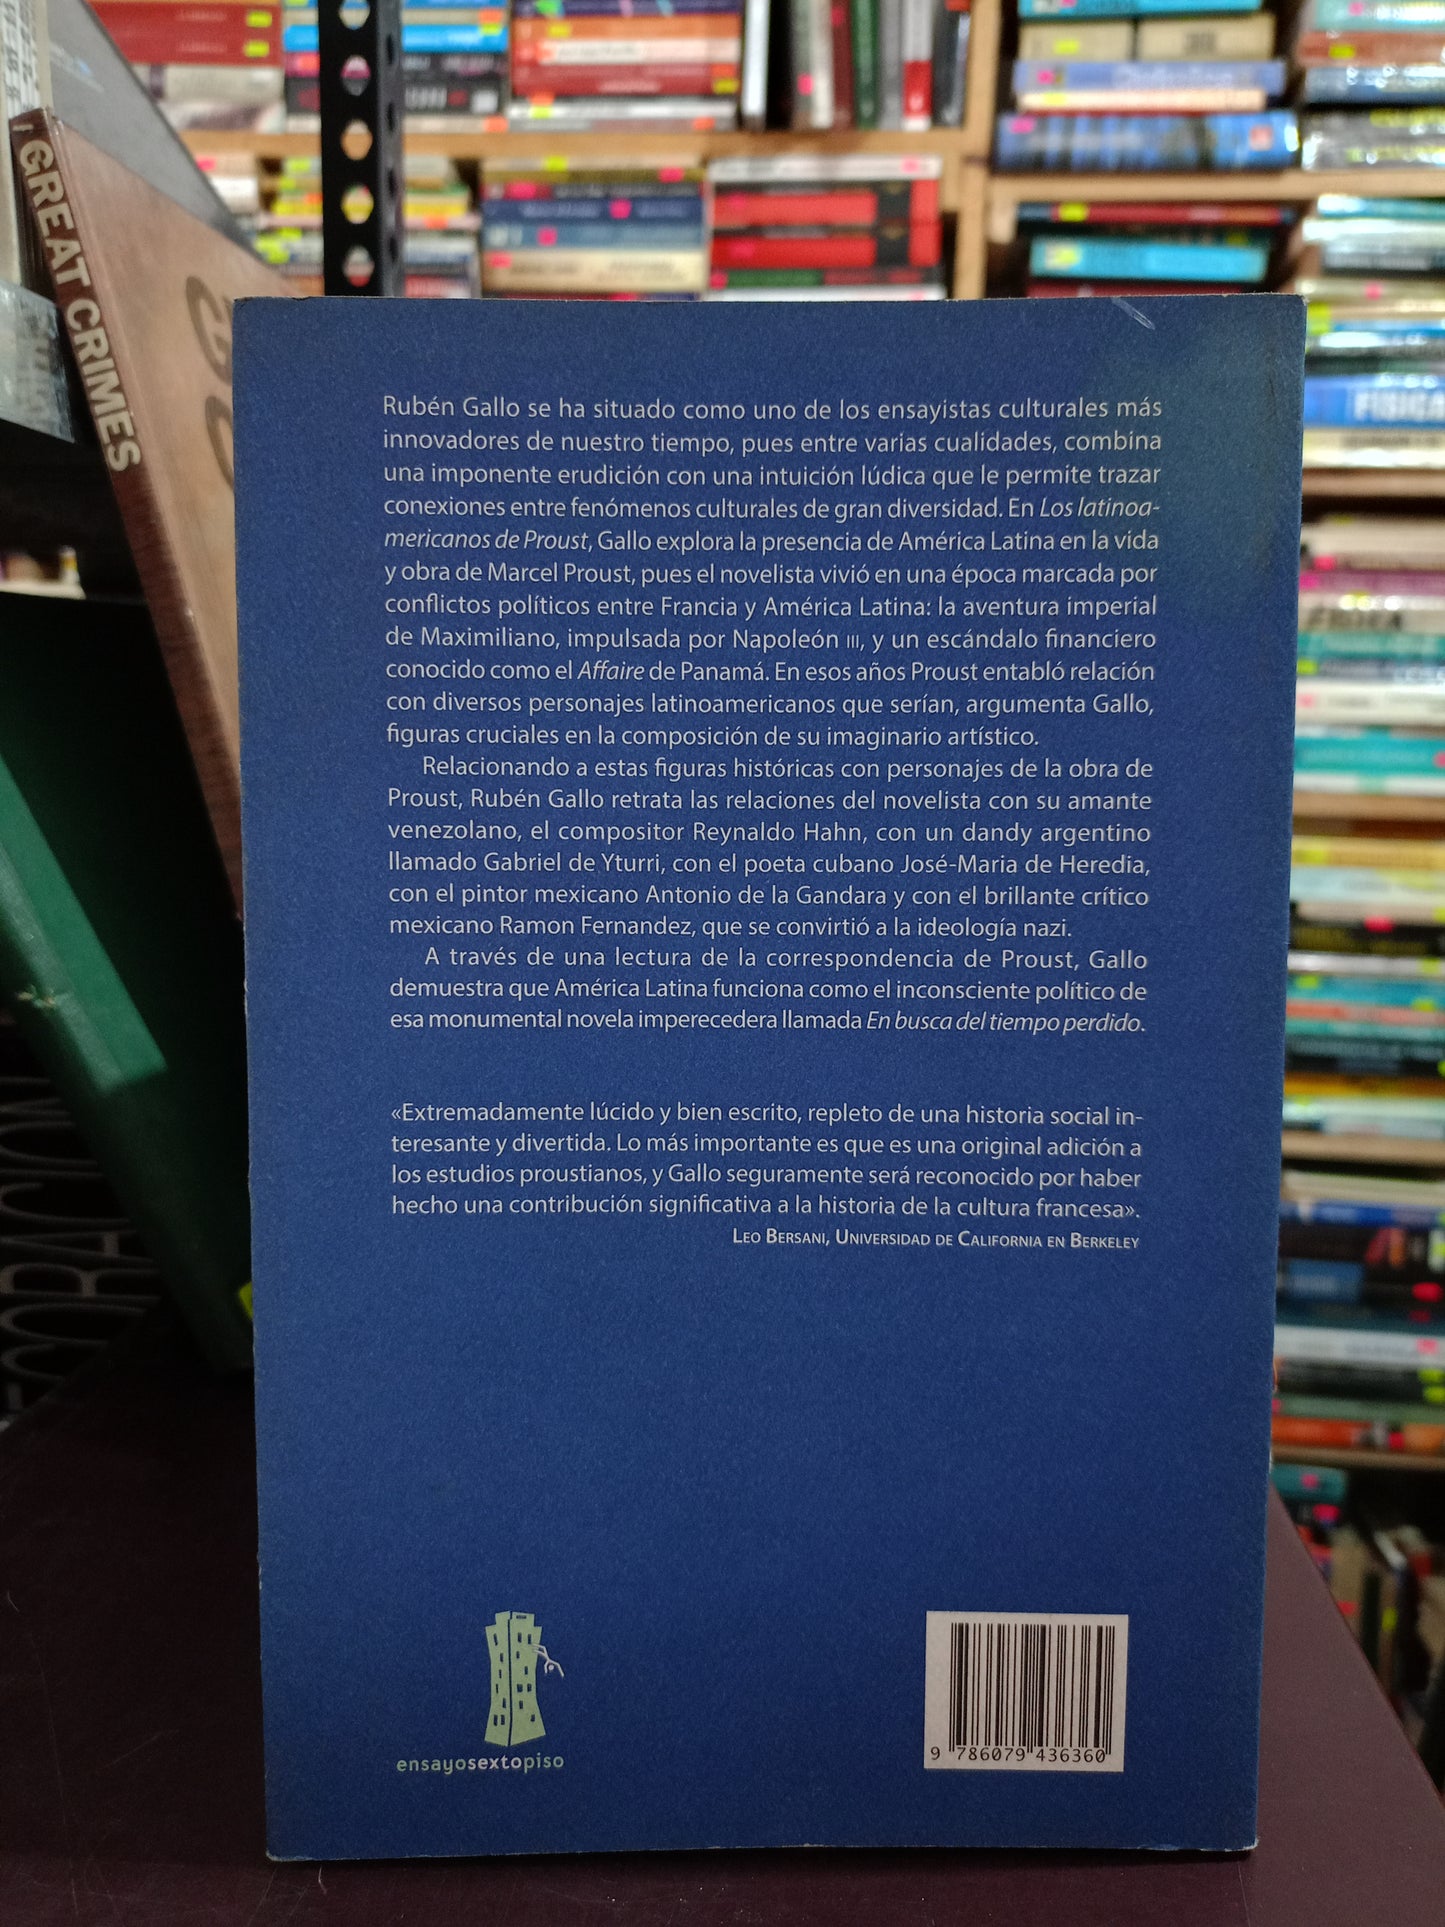 GREAT CRIMES
Rubén Gallo se ha situado como uno de los ensayistas culturales más
innovadores de nuestro tiempo, pues entre varias cualidades, combina
una imponente erudición con una intuición lúdica que le permite trazar
conexiones entre fenómenos culturales de gran diversidad. En Los latinoa-
mericanos de Proust, Gallo explora la presencia de América Latina en la vida
y obra de Marcel Proust, pues el novelista vivió en una época marcada por
conflictos políticos entre Francia y América Latina: la aventura imperial
de Maximiliano, impulsada por Napoleón III, y un escándalo financiero
conocido como el Affaire de Panamá. En esos años Proust entabló relación
con diversos personajes latinoamericanos que serían, argumenta Gallo,
figuras cruciales en la composición de su imaginario artístico.
Relacionando a estas figuras históricas con personajes de la obra de
Proust, Rubén Gallo retrata las relaciones del novelista con su amante
venezolano, el compositor Reynaldo Hahn, con un dandy argentino
llamado Gabriel de Yturri, con el poeta cubano José-Maria de Heredia,
con el pintor mexicano Antonio de la Gandara y con el brillante crítico
mexicano Ramon Fernandez, que se convirtió a la ideología nazi.
A través de una lectura de la correspondencia de Proust, Gallo
demuestra que América Latina funciona como el inconsciente político de
esa monumental novela imperecedera llamada En busca del tiempo perdido.
«Extremadamente lúcido y bien escrito, repleto de una historia social in-
teresante y divertida. Lo más importante es que es una original adición a
los estudios proustianos, y Gallo seguramente será reconocido por haber
hecho una contribución significativa a la historia de la cultura francesa».
Leo Bersani, Universidad de California en Berkeley
ensayosextopiso
9 786079 436360
FISICA
FISICA